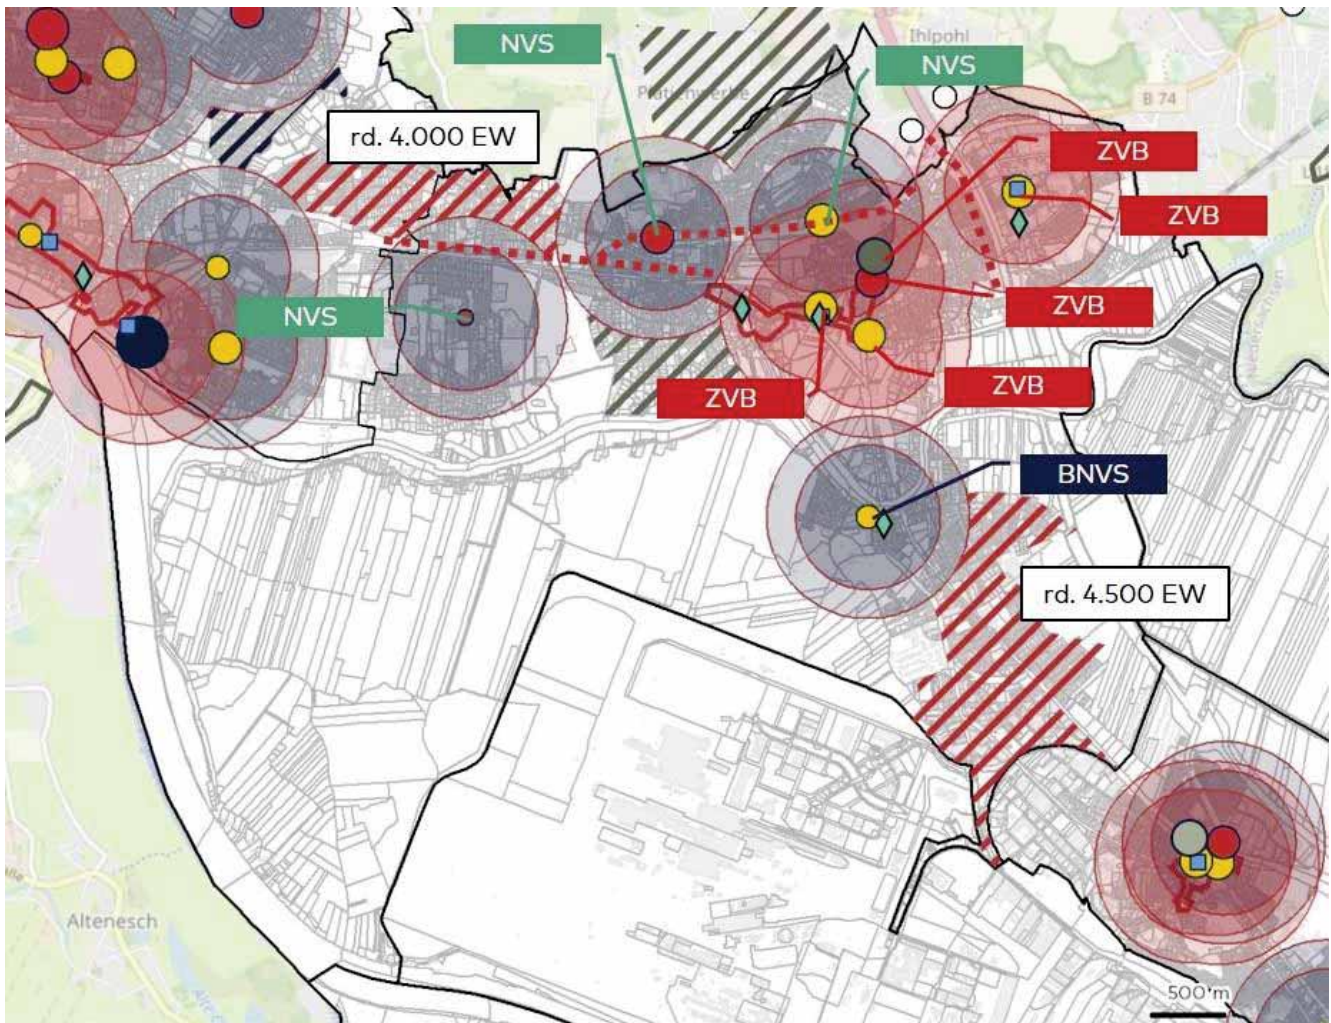 NVS
Ihlpohl
NVS
B 74
rd. 4.000 EW
ZVB
ZVB
NVS
ZVB
ZVB
ZVB
BNVS
rd. 4.500 EW
Altenesch
500 m